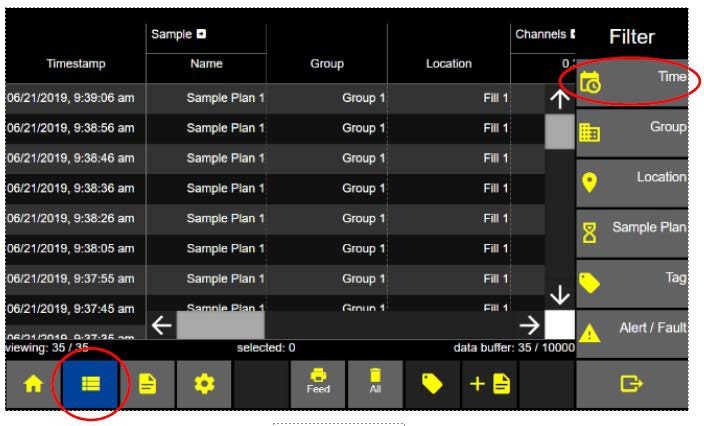 Sample Channels Filter
Timestamp Name Group Location 0.
Time
06/21/2019, 9:39:06 am Sample Plan 1 Group 1 Fill 1
06/21/2019, 9:38:56 am Sample Plan 1 Group 1 Fill 1
Group
06/21/2019, 9:38:46 am Sample Plan 1 Group 1 Fill 1
06/21/2019, 9:38:36 am Sample Plan 1 Group 1 Fill 1
Location
06/21/2019, 9:38:26 am Sample Plan 1 Group 1 Fill 1
Sample Plan
06/21/2019, 9:38:05 am Sample Plan 1 Group 1 Fill 1
06/21/2019, 9:37:55 am Sample Plan 1 Group 1 Fill 1
Tag
06/21/2019, 9:37:45 am Sample Plan 1 Group 1 Fill 1
06/21/2019, 9:37:35 am
Alert / Fault
viewing: 35 / 35 selected: 0 data buffer: 35 / 10000
Feed All